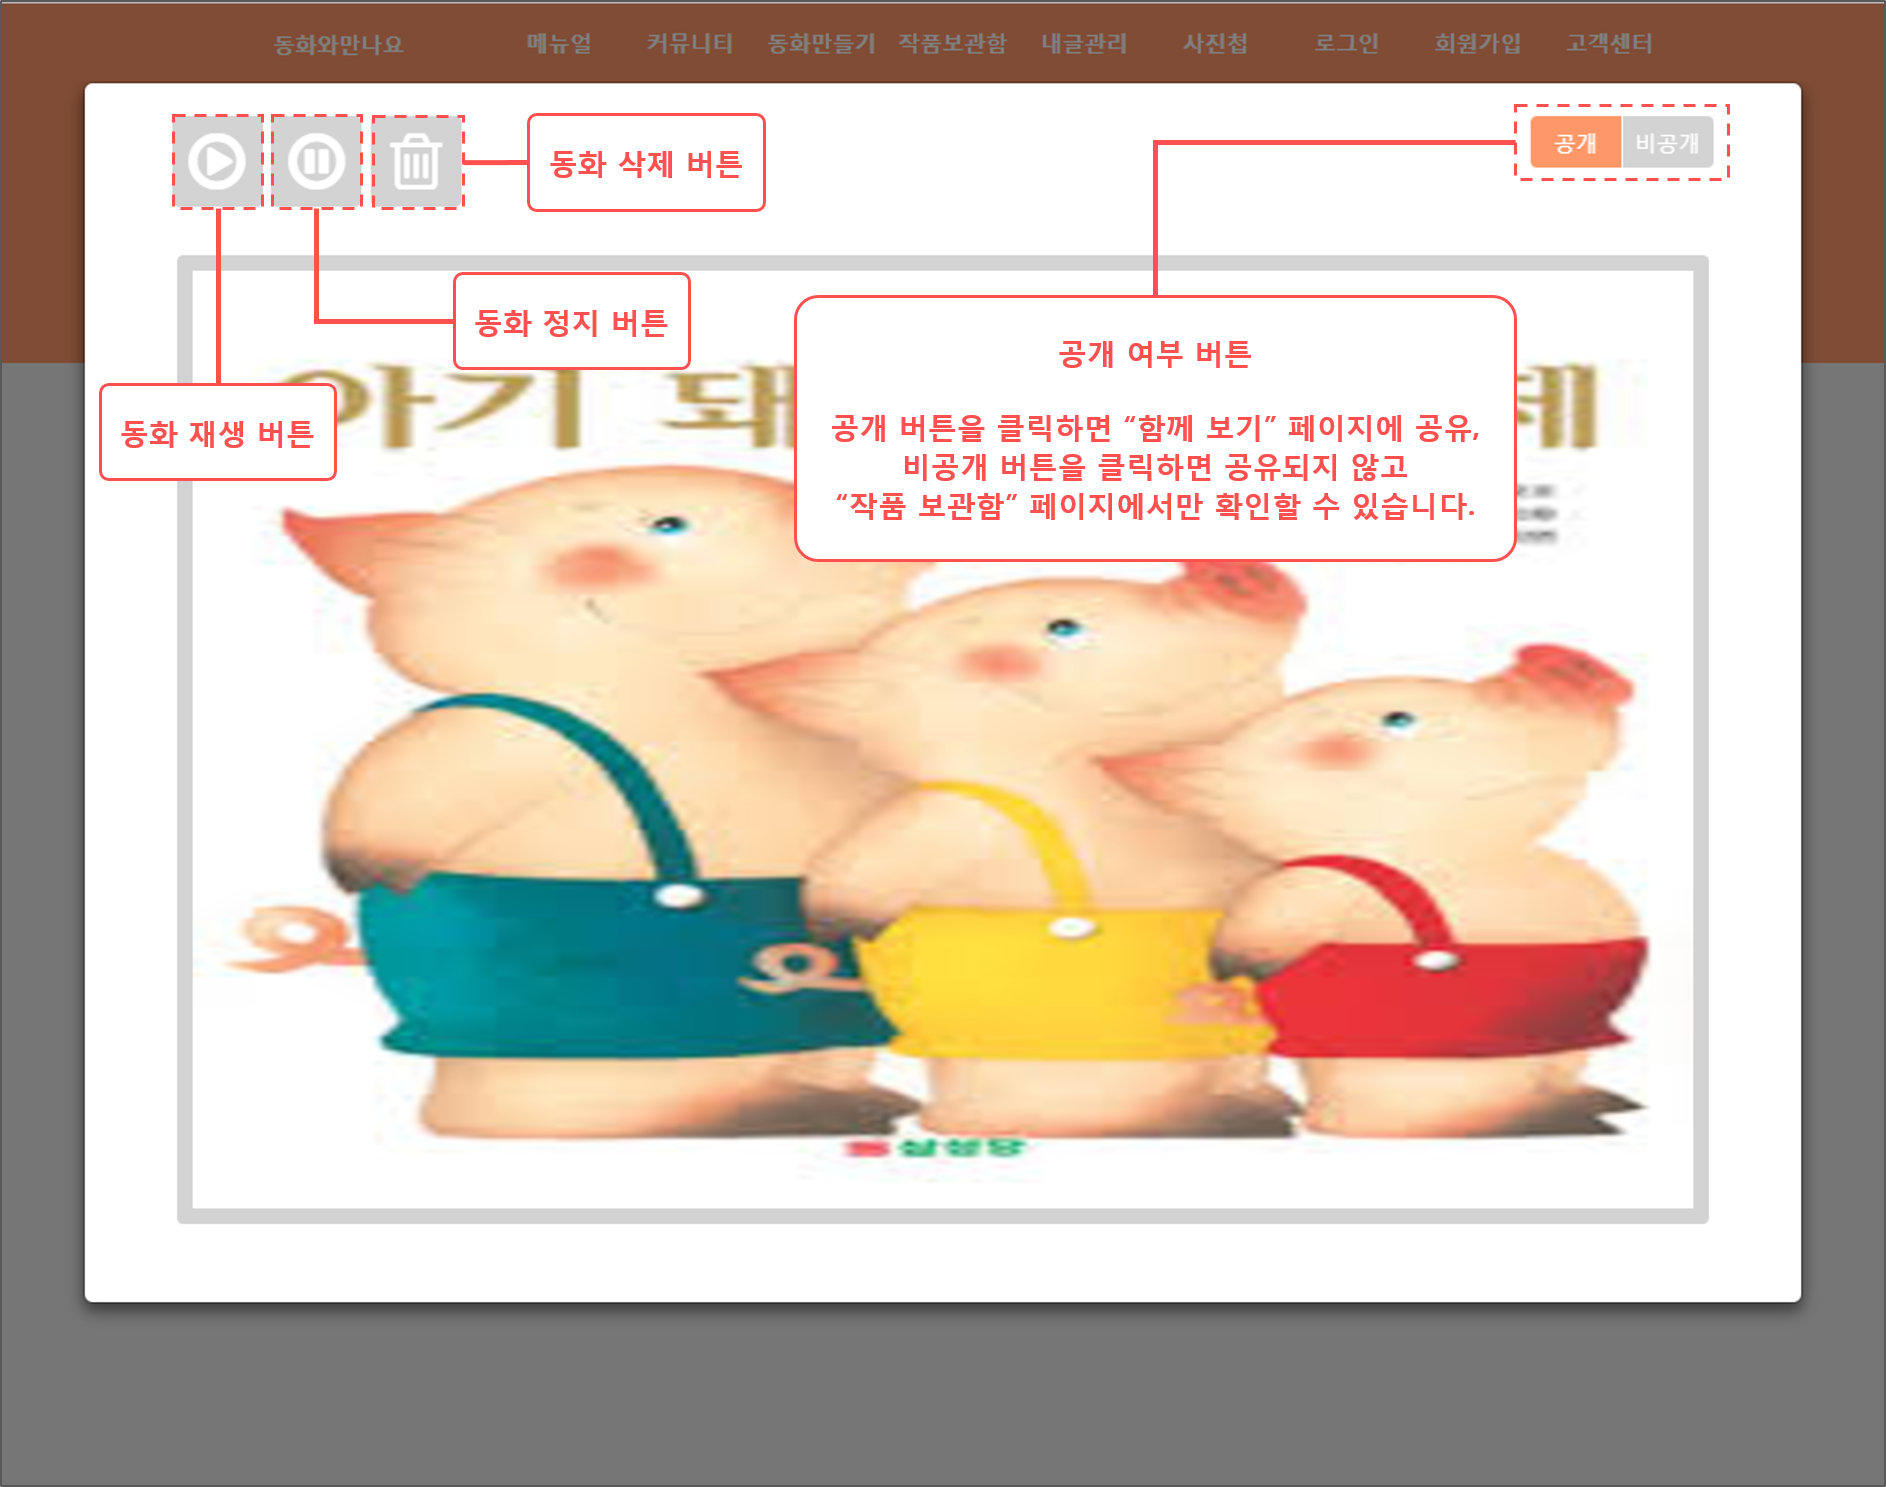 동화와만나요 메뉴얼 커뮤니티 동화만들기 작품보관함 내글관리 사진첩 로그인 회원가입 고객센터
동화 삭제 버튼
공개 비공개
동화 정지 버튼
동화 재생 버튼
공개 여부 버튼
공개 버튼을 클릭하면 “함께 보기” 페이지에 공유,
비공개 버튼을 클릭하면 공유되지 않고
“작품 보관함” 페이지에서만 확인할 수 있습니다.
아기 돼
삼성당